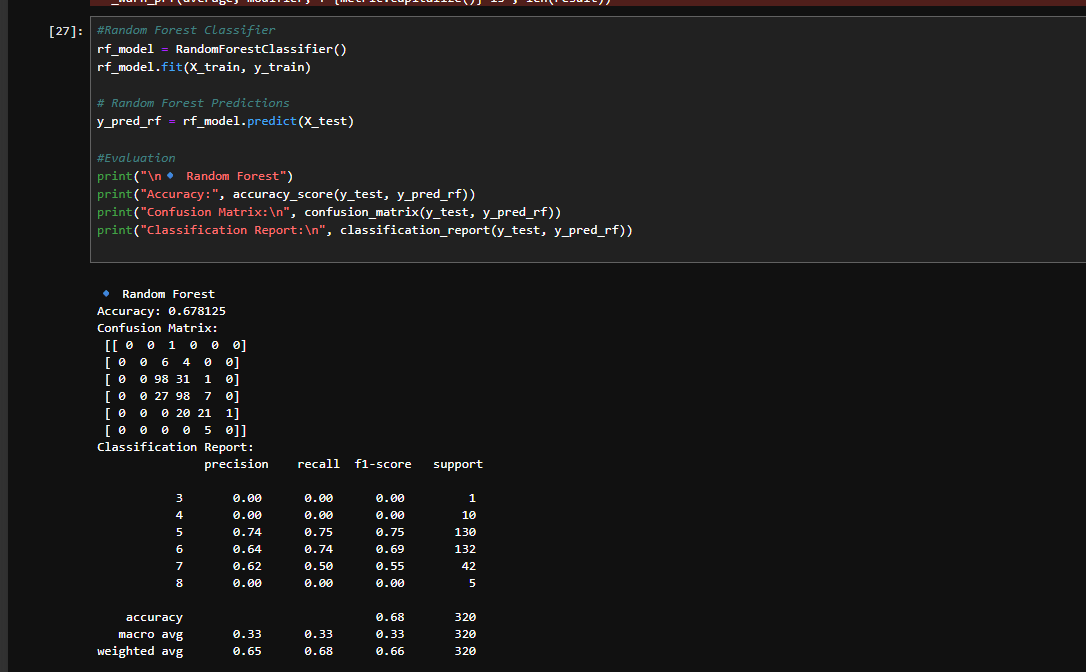 _warn_prf(average, modifier, f"{metric.capitalize()} is", len(result))
[27]: #Random Forest Classifier
rf_model = RandomForestClassifier()
rf_model.fit(X_train, y_train)
# Random Forest Predictions
y_pred_rf = rf_model.predict(X_test)
#Evaluation
print("\n🔹 Random Forest")
print("Accuracy:", accuracy_score(y_test, y_pred_rf))
print("Confusion Matrix:\n", confusion_matrix(y_test, y_pred_rf))
print("Classification Report:\n", classification_report(y_test, y_pred_rf))
🔹 Random Forest
Accuracy: 0.678125
Confusion Matrix:
[[ 0 0 1 0 0 0]
[ 0 0 6 4 0 0]
[ 0 0 98 31 1 0]
[ 0 0 27 98 7 0]
[ 0 0 0 20 21 1]
[ 0 0 0 0 5 0]]
Classification Report:
precision recall f1-score support
3 0.00 0.00 0.00 1
4 0.00 0.00 0.00 10
5 0.74 0.75 0.75 130
6 0.64 0.74 0.69 132
7 0.62 0.50 0.55 42
8 0.00 0.00 0.00 5
accuracy 0.68 320
macro avg 0.33 0.33 0.33 320
weighted avg 0.65 0.68 0.66 320